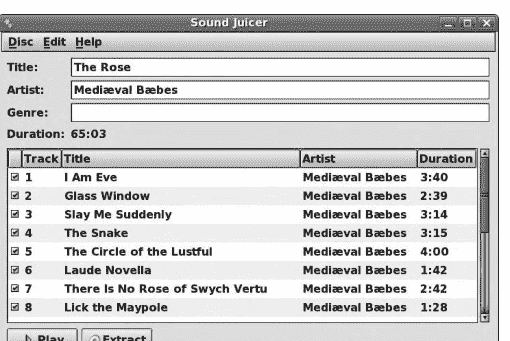 Sound Juicer
Disc Edit Help
Title: The Rose
Artist: Mediæval Bæbes
Genre:
Duration: 65:03
Track Title Artist Duration
1 I Am Eve Mediæval Bæbes 3:40
2 Glass Window Mediæval Bæbes 2:39
3 Slay Me Suddenly Mediæval Bæbes 3:14
4 The Snake Mediæval Bæbes 3:15
5 The Circle of the Lustful Mediæval Bæbes 4:00
6 Laude Novella Mediæval Bæbes 1:42
7 There Is No Rose of Swych Vertu Mediæval Bæbes 2:42
8 Lick the Maypole Mediæval Bæbes 1:28
Play Extract